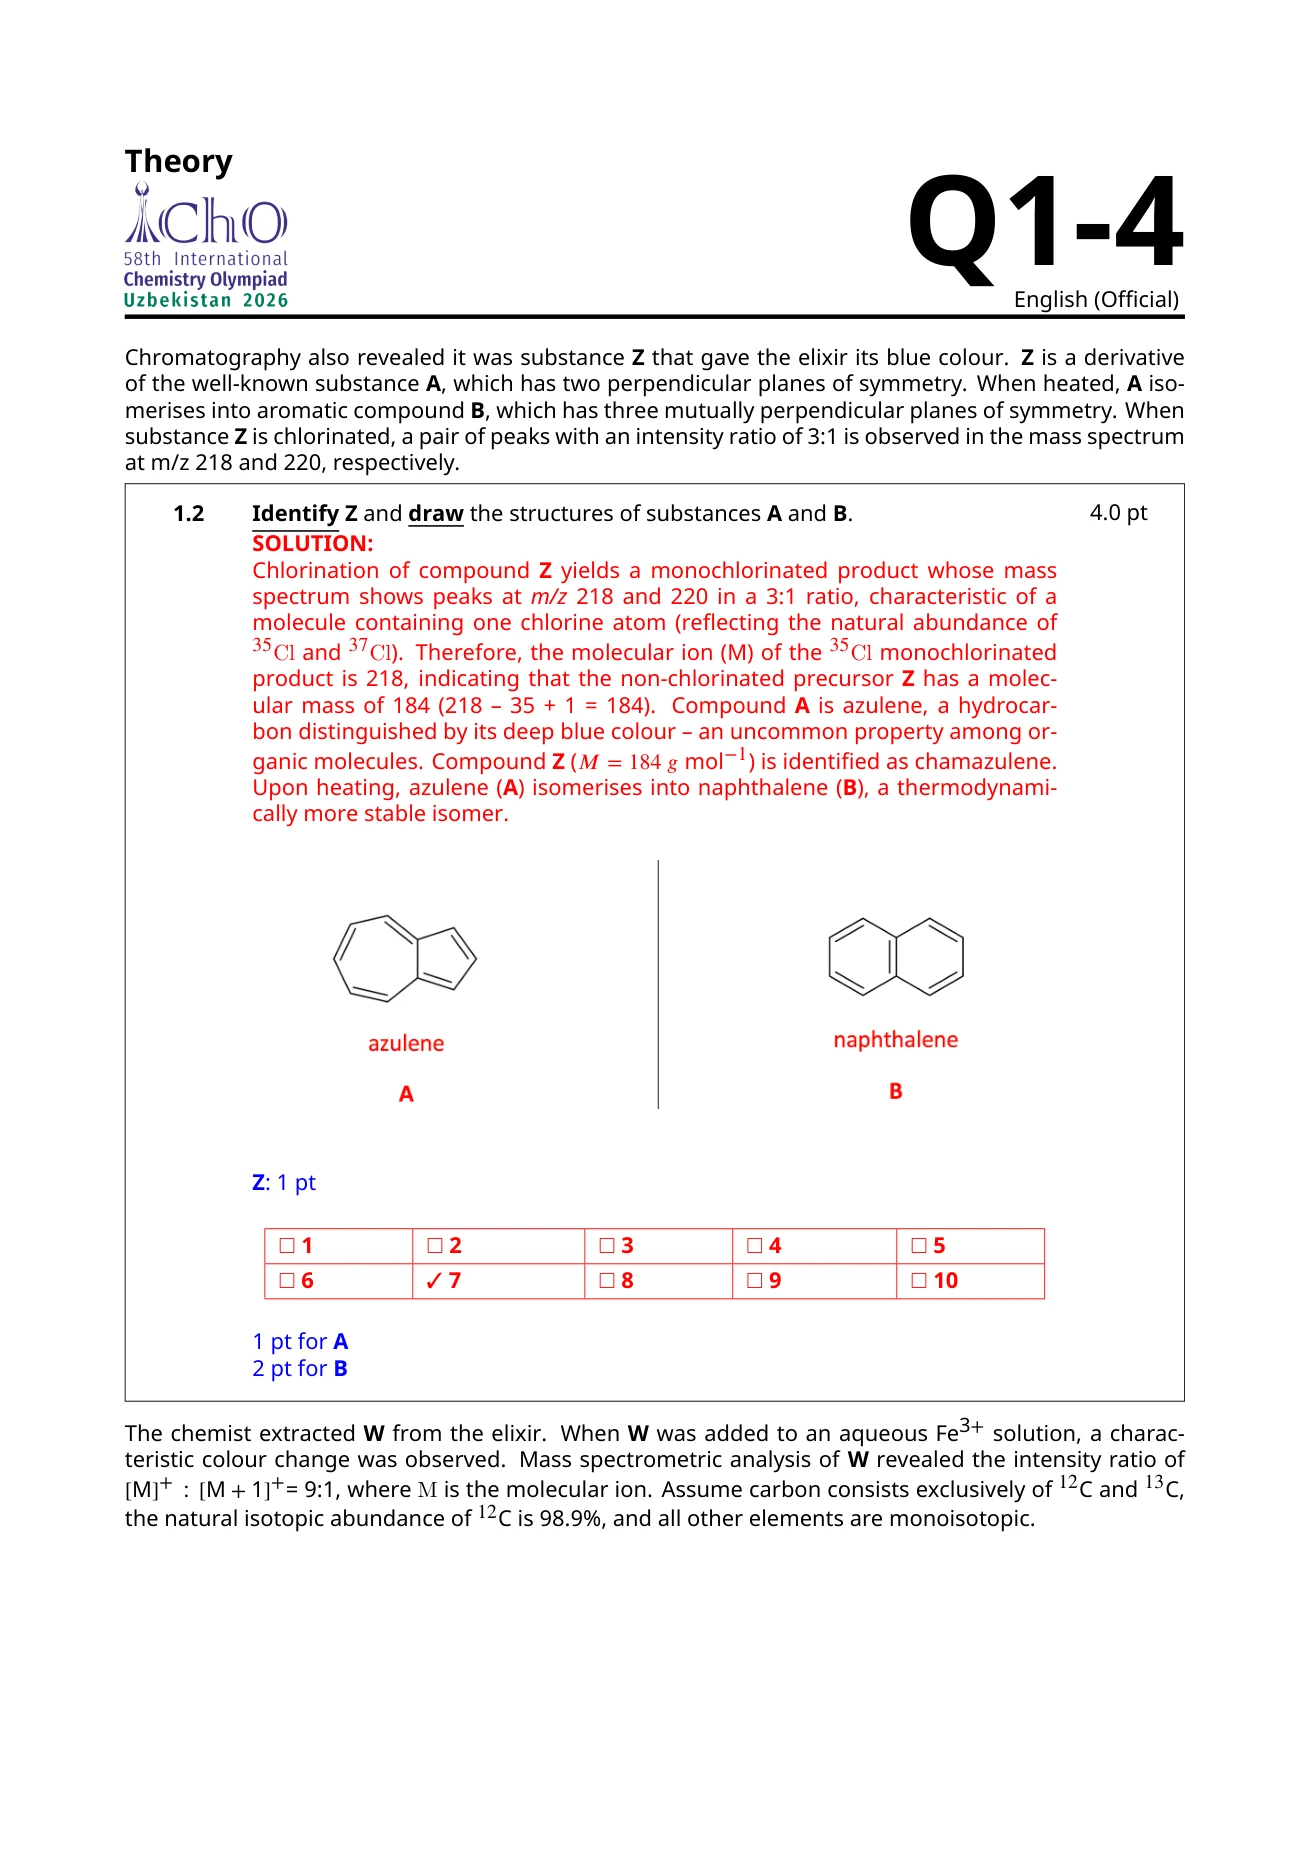 Theory
ichO
58th International
Chemistry Olympiad
Uzbekistan 2026
Q1-4
English (Official)
Chromatography also revealed it was substance Z that gave the elixir its blue colour. Z is a derivative
of the well-known substance A, which has two perpendicular planes of symmetry. When heated, A iso-
merises into aromatic compound B, which has three mutually perpendicular planes of symmetry. When
substance Z is chlorinated, a pair of peaks with an intensity ratio of 3:1 is observed in the mass spectrum
at m/z 218 and 220, respectively.
1.2 Identify Z and draw the structures of substances A and B. 4.0 pt
SOLUTION:
Chlorination of compound Z yields a monochlorinated product whose mass
spectrum shows peaks at m/z 218 and 220 in a 3:1 ratio, characteristic of a
molecule containing one chlorine atom (reflecting the natural abundance of
³⁵Cl and ³⁷Cl). Therefore, the molecular ion (M) of the ³⁵Cl monochlorinated
product is 218, indicating that the non-chlorinated precursor Z has a molec-
ular mass of 184 (218 – 35 + 1 = 184). Compound A is azulene, a hydrocar-
bon distinguished by its deep blue colour – an uncommon property among or-
ganic molecules. Compound Z (M = 184 g mol⁻¹) is identified as chamazulene.
Upon heating, azulene (A) isomerises into naphthalene (B), a thermodynami-
cally more stable isomer.
azulene
A
naphthalene
B
Z: 1 pt
☐ 1 ☐ 2 ☐ 3 ☐ 4 ☐ 5
☐ 6 ✓ 7 ☐ 8 ☐ 9 ☐ 10
1 pt for A
2 pt for B
The chemist extracted W from the elixir. When W was added to an aqueous Fe³⁺ solution, a charac-
teristic colour change was observed. Mass spectrometric analysis of W revealed the intensity ratio of
[M]⁺ : [M + 1]⁺= 9:1, where M is the molecular ion. Assume carbon consists exclusively of ¹²C and ¹³C,
the natural isotopic abundance of ¹²C is 98.9%, and all other elements are monoisotopic.